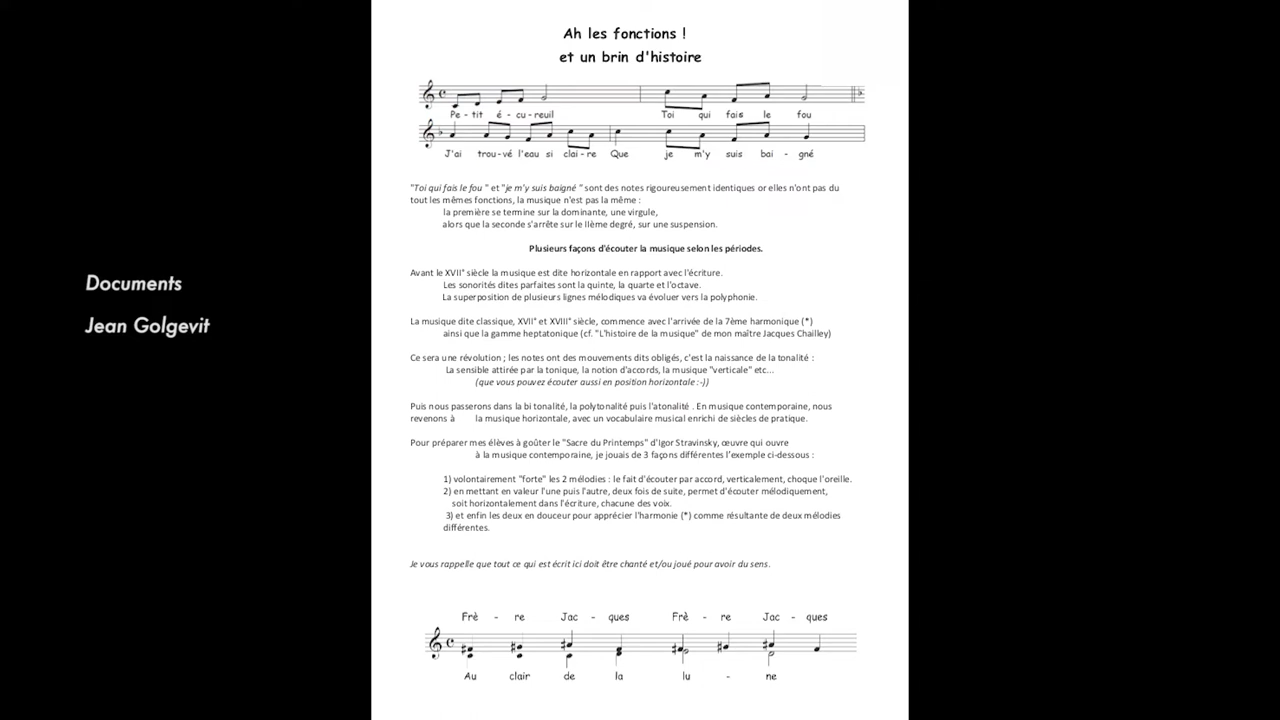 Documents
Jean Golgevit
Ah les fonctions !
et un brin d'histoire
Pe - tit é - cu - reuil Toi qui fais le fou
J'ai trou - vé l'eau si clai - re Que je m'y suis bai - gné
"Toi qui fais le fou " et "je m'y suis baigné " sont des notes rigoureusement identiques or elles n'ont pas du
tout les mêmes fonctions, la musique n'est pas la même :
la première se termine sur la dominante, une virgule,
alors que la seconde s'arrête sur le IIème degré, sur une suspension.
Plusieurs façons d'écouter la musique selon les périodes.
Avant le XVII° siècle la musique est dite horizontale en rapport avec l'écriture.
Les sonorités dites parfaites sont la quinte, la quarte et l'octave.
La superposition de plusieurs lignes mélodiques va évoluer vers la polyphonie.
La musique dite classique, XVII° et XVIII° siècle, commence avec l'arrivée de la 7ème harmonique (*)
ainsi que la gamme heptatonique (cf. "L'histoire de la musique" de mon maître Jacques Chailley)
Ce sera une révolution ; les notes ont des mouvements dits obligés, c'est la naissance de la tonalité :
La sensible attirée par la tonique, la notion d'accords, la musique "verticale" etc...
(que vous pouvez écouter aussi en position horizontale :-))
Puis nous passerons dans la bi tonalité, la polytonalité puis l'atonalité . En musique contemporaine, nous
revenons à la musique horizontale, avec un vocabulaire musical enrichi de siècles de pratique.
Pour préparer mes élèves à goûter le "Sacre du Printemps" d'Igor Stravinsky, œuvre qui ouvre
à la musique contemporaine, je jouais de 3 façons différentes l'exemple ci-dessous :
1) volontairement "forte" les 2 mélodies : le fait d'écouter par accord, verticalement, choque l'oreille.
2) en mettant en valeur l'une puis l'autre, deux fois de suite, permet d'écouter mélodiquement,
soit horizontalement dans l'écriture, chacune des voix.
3) et enfin les deux en douceur pour apprécier l'harmonie (*) comme résultante de deux mélodies
différentes.
Je vous rappelle que tout ce qui est écrit ici doit être chanté et/ou joué pour avoir du sens.
Frè - re Jac - ques Frè - re Jac - ques
Au clair de la lu - ne